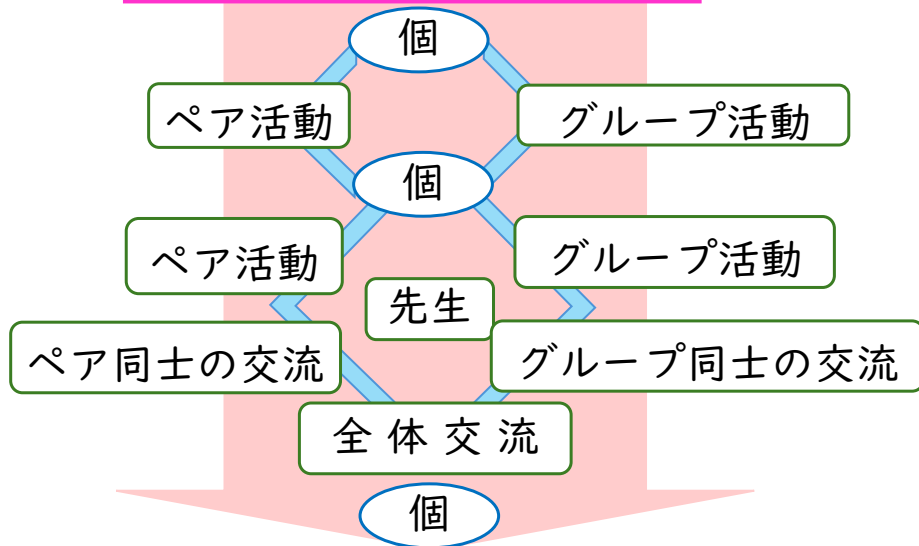 個
ペア活動
グループ活動
個
ペア活動
グループ活動
先生
ペア同士の交流
グループ同士の交流
全体交流
個